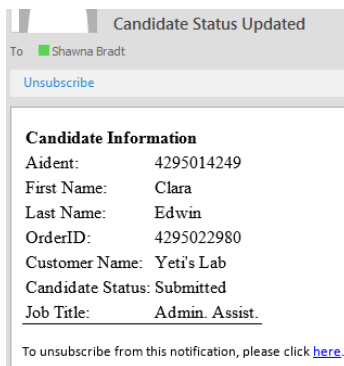 Candidate Status Updated
To Shawna Bradt
Unsubscribe
Candidate Information
Aident: 4295014249
First Name: Clara
Last Name: Edwin
OrderID: 4295022980
Customer Name: Yeti's Lab
Candidate Status: Submitted
Job Title: Admin. Assist.
To unsubscribe from this notification, please click here.